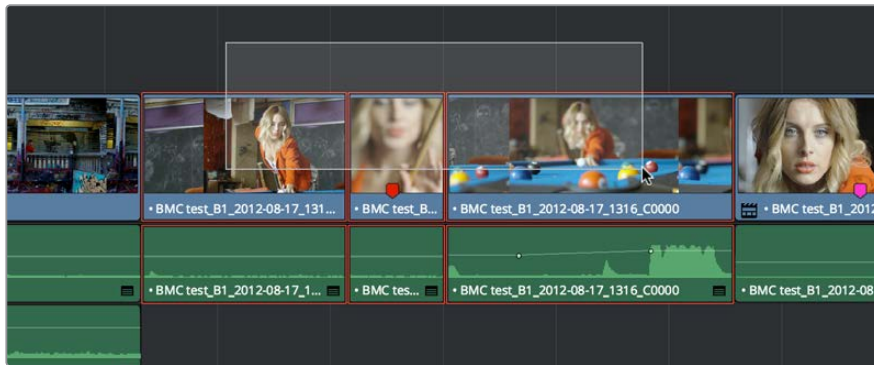 • BMC test_B1_2012-08-17_131...
• BMC test_B...
• BMC test_B1_2012-08-17_1316_C0000
• BMC test_B1_2012
• BMC test_B1_2012-08-17_1...
• BMC tes...
• BMC test_B1_2012-08-17_1316_C0000
• BMC test_B1_2012-08